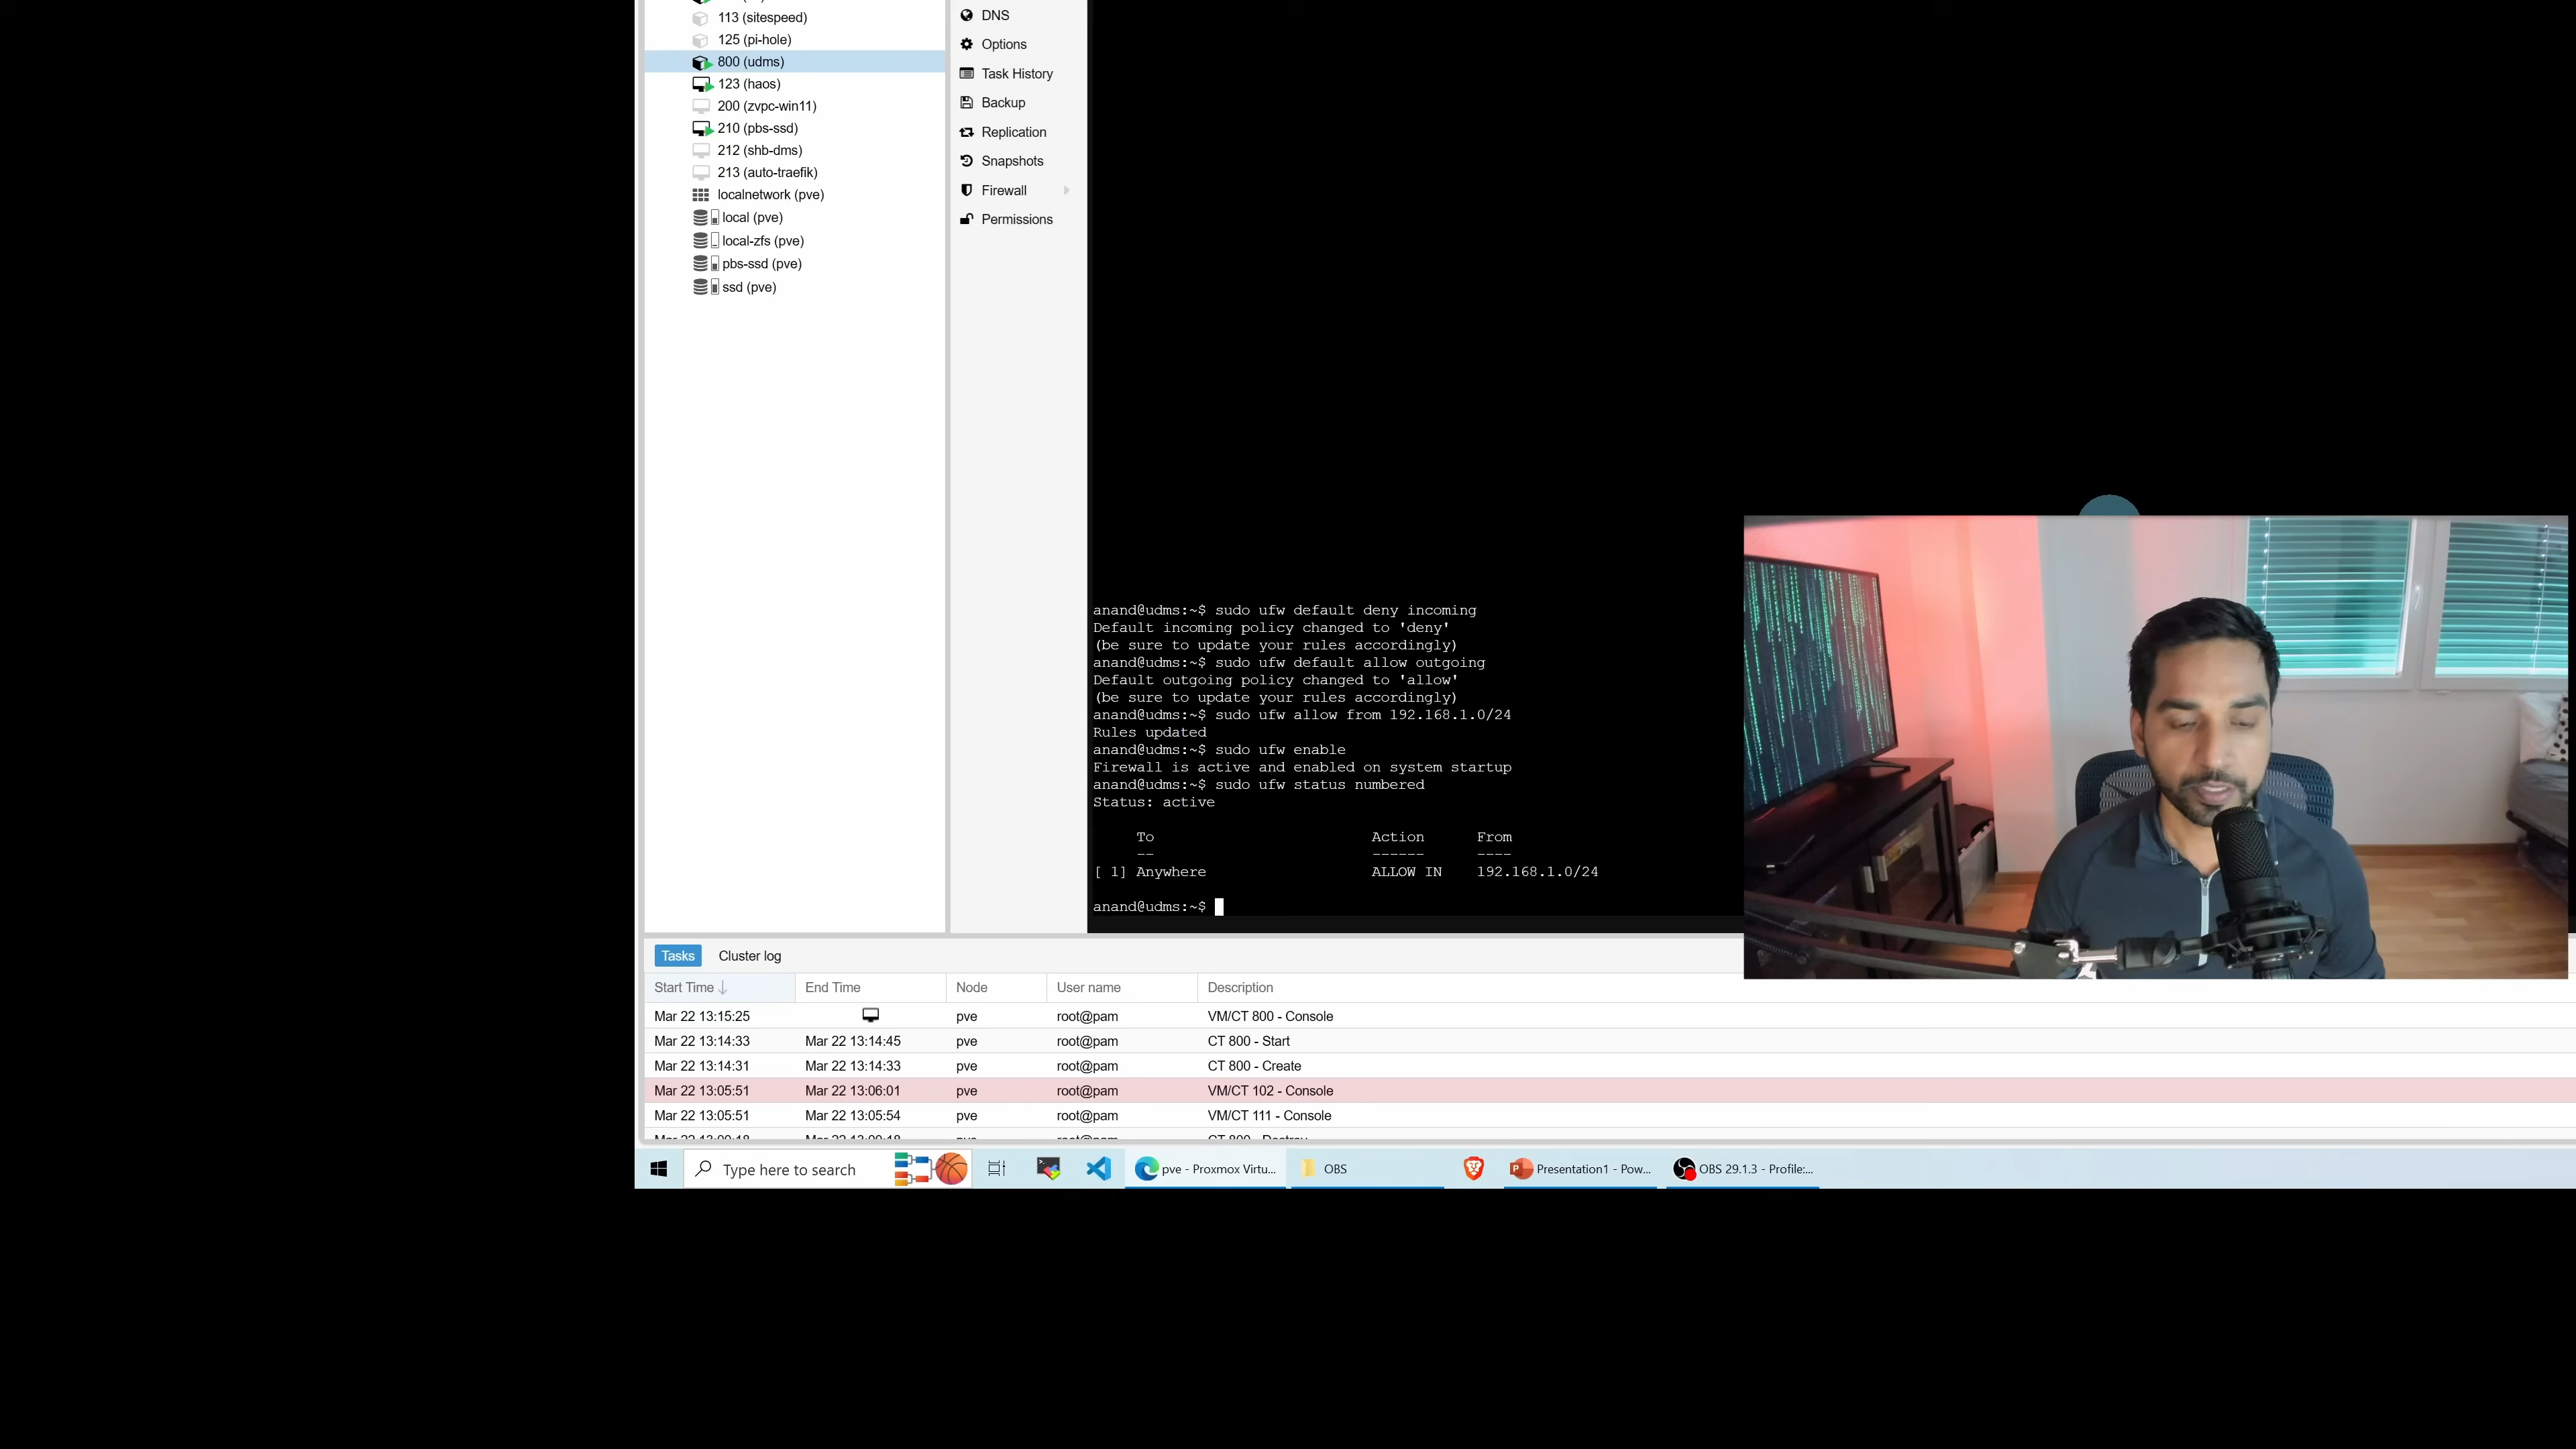 113 (sitespeed)
125 (pi-hole)
800 (udms)
123 (haos)
200 (zvpc-win11)
210 (pbs-ssd)
212 (shb-dms)
213 (auto-traefik)
localnetwork (pve)
local (pve)
local-zfs (pve)
pbs-ssd (pve)
ssd (pve)
DNS
Options
Task History
Backup
Replication
Snapshots
Firewall
Permissions
anand@udms:~$ sudo ufw default deny incoming
Default incoming policy changed to 'deny'
(be sure to update your rules accordingly)
anand@udms:~$ sudo ufw default allow outgoing
Default outgoing policy changed to 'allow'
(be sure to update your rules accordingly)
anand@udms:~$ sudo ufw allow from 192.168.1.0/24
Rules updated
anand@udms:~$ sudo ufw enable
Firewall is active and enabled on system startup
anand@udms:~$ sudo ufw status numbered
Status: active
To Action From
-- ------ ----
[ 1] Anywhere ALLOW IN 192.168.1.0/24
anand@udms:~$
Tasks Cluster log
Start Time End Time Node User name Description
Mar 22 13:15:25 pve root@pam VM/CT 800 - Console
Mar 22 13:14:33 Mar 22 13:14:45 pve root@pam CT 800 - Start
Mar 22 13:14:31 Mar 22 13:14:33 pve root@pam CT 800 - Create
Mar 22 13:05:51 Mar 22 13:06:01 pve root@pam VM/CT 102 - Console
Mar 22 13:05:51 Mar 22 13:05:54 pve root@pam VM/CT 111 - Console
Type here to search pve - Proxmox Virtu... OBS Presentation1 - Pow... OBS 29.1.3 - Profile:...